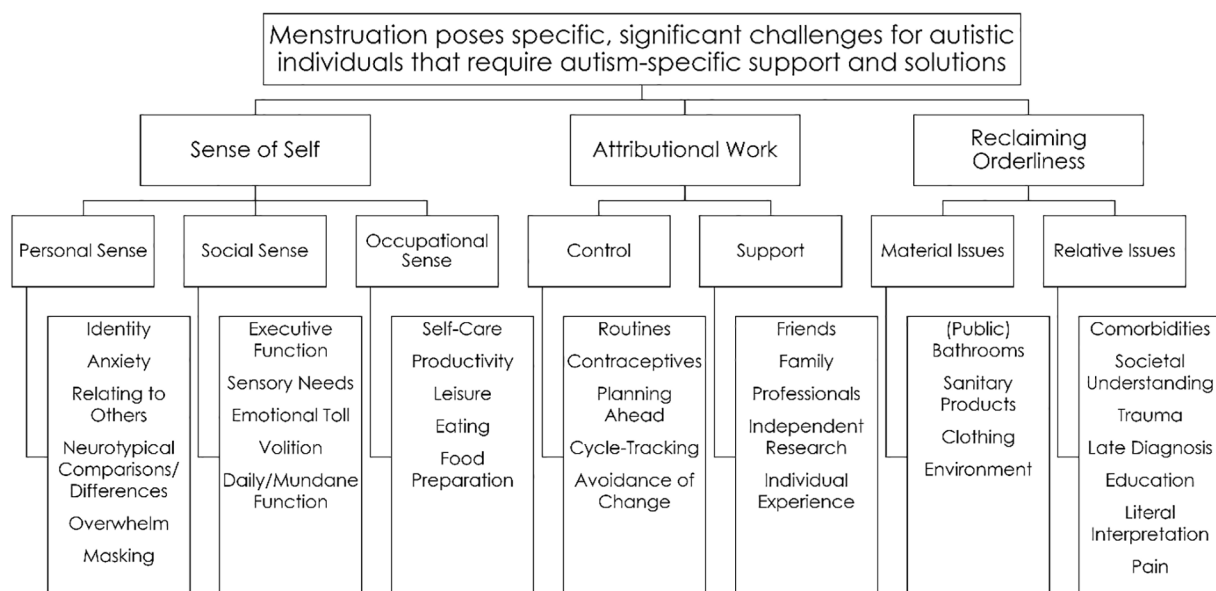 Menstruation poses specific, significant challenges for autistic
individuals that require autism-specific support and solutions
Sense of Self
Attributional Work
Reclaiming
Orderliness
Personal Sense
Social Sense
Occupational
Sense
Control
Support
Material Issues
Relative Issues
Identity
Anxiety
Relating to
Others
Neurotypical
Comparisons/
Differences
Overwhelm
Masking
Executive
Function
Sensory Needs
Emotional Toll
Volition
Daily/Mundane
Function
Self-Care
Productivity
Leisure
Eating
Food
Preparation
Routines
Contraceptives
Planning
Ahead
Cycle-Tracking
Avoidance of
Change
Friends
Family
Professionals
Independent
Research
Individual
Experience
(Public)
Bathrooms
Sanitary
Products
Clothing
Environment
Comorbidities
Societal
Understanding
Trauma
Late Diagnosis
Education
Literal
Interpretation
Pain